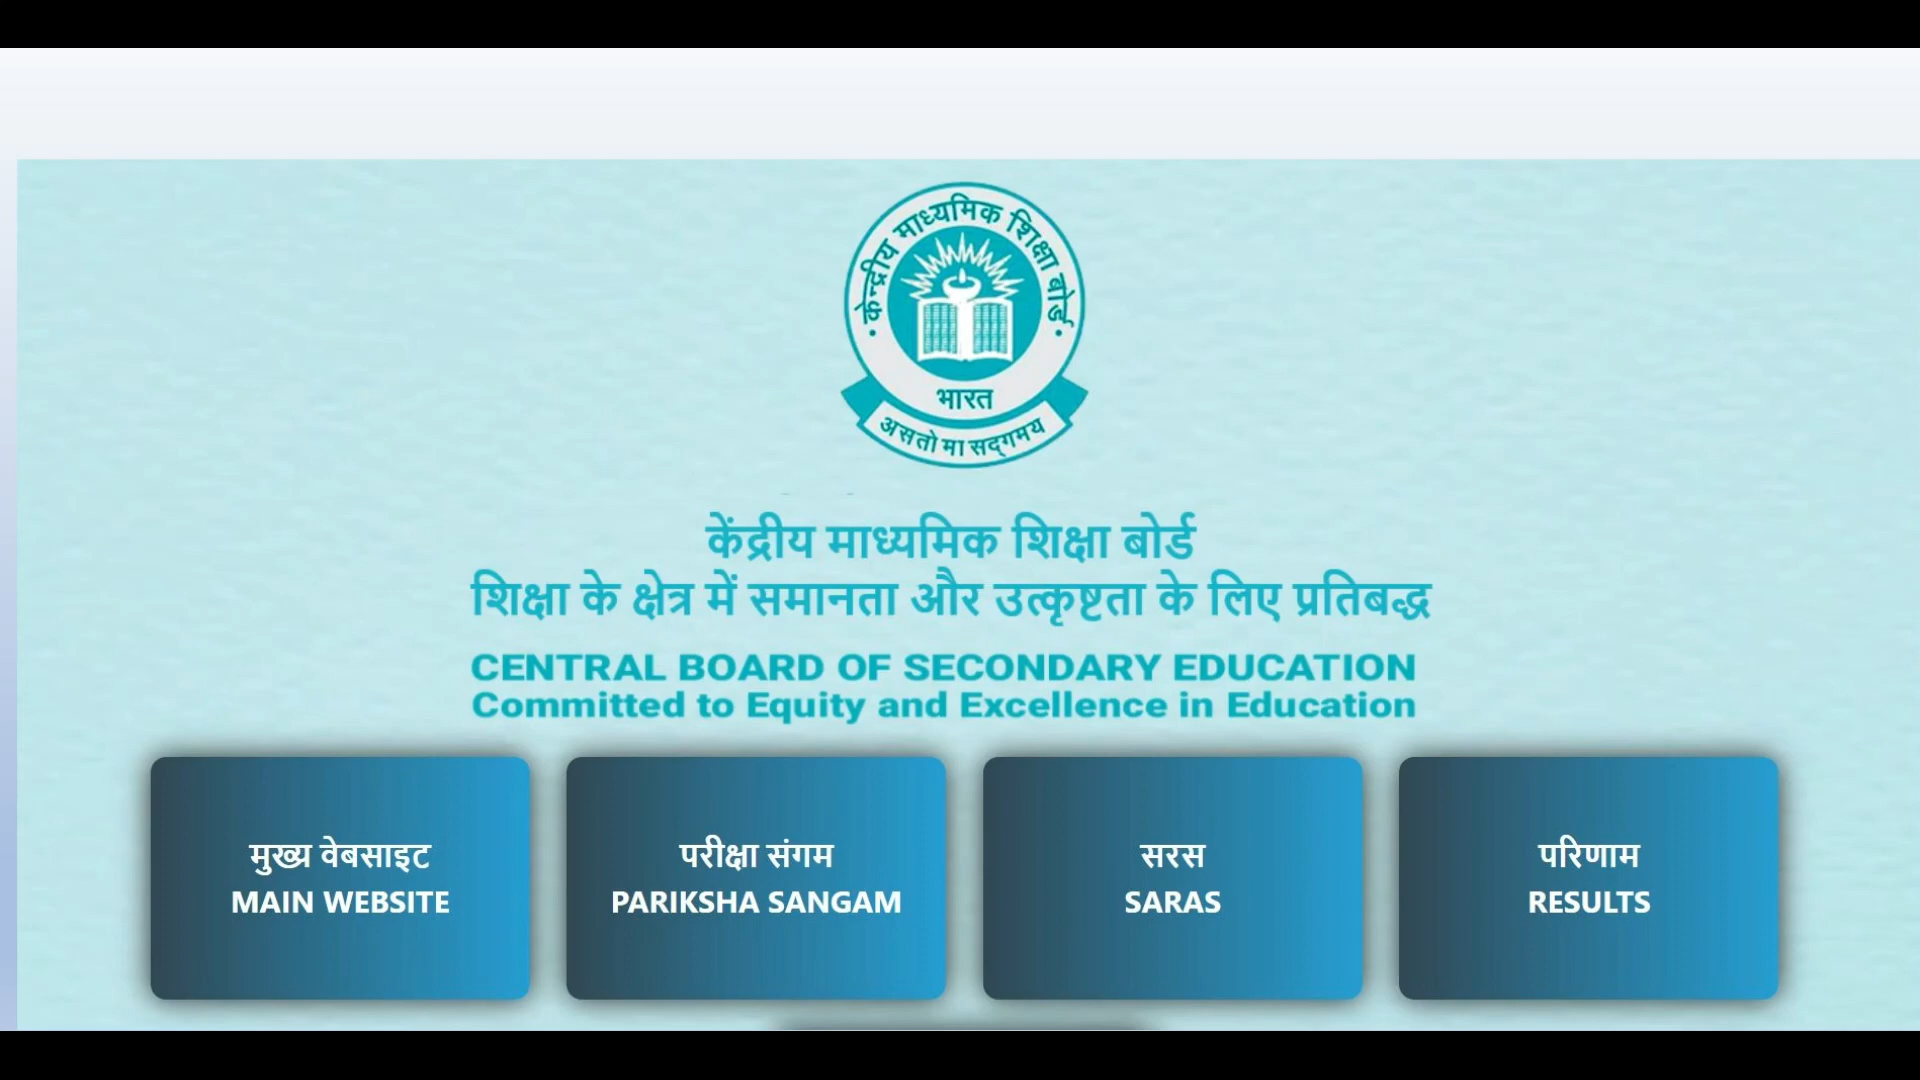 केन्द्रीय माध्यमिक शिक्षा बोर्ड
भारत
असतो मा सद्गमय
केंद्रीय माध्यमिक शिक्षा बोर्ड
शिक्षा के क्षेत्र में समानता और उत्कृष्टता के लिए प्रतिबद्ध
CENTRAL BOARD OF SECONDARY EDUCATION
Committed to Equity and Excellence in Education
मुख्य वेबसाइट
MAIN WEBSITE
परीक्षा संगम
PARIKSHA SANGAM
सरस
SARAS
परिणाम
RESULTS